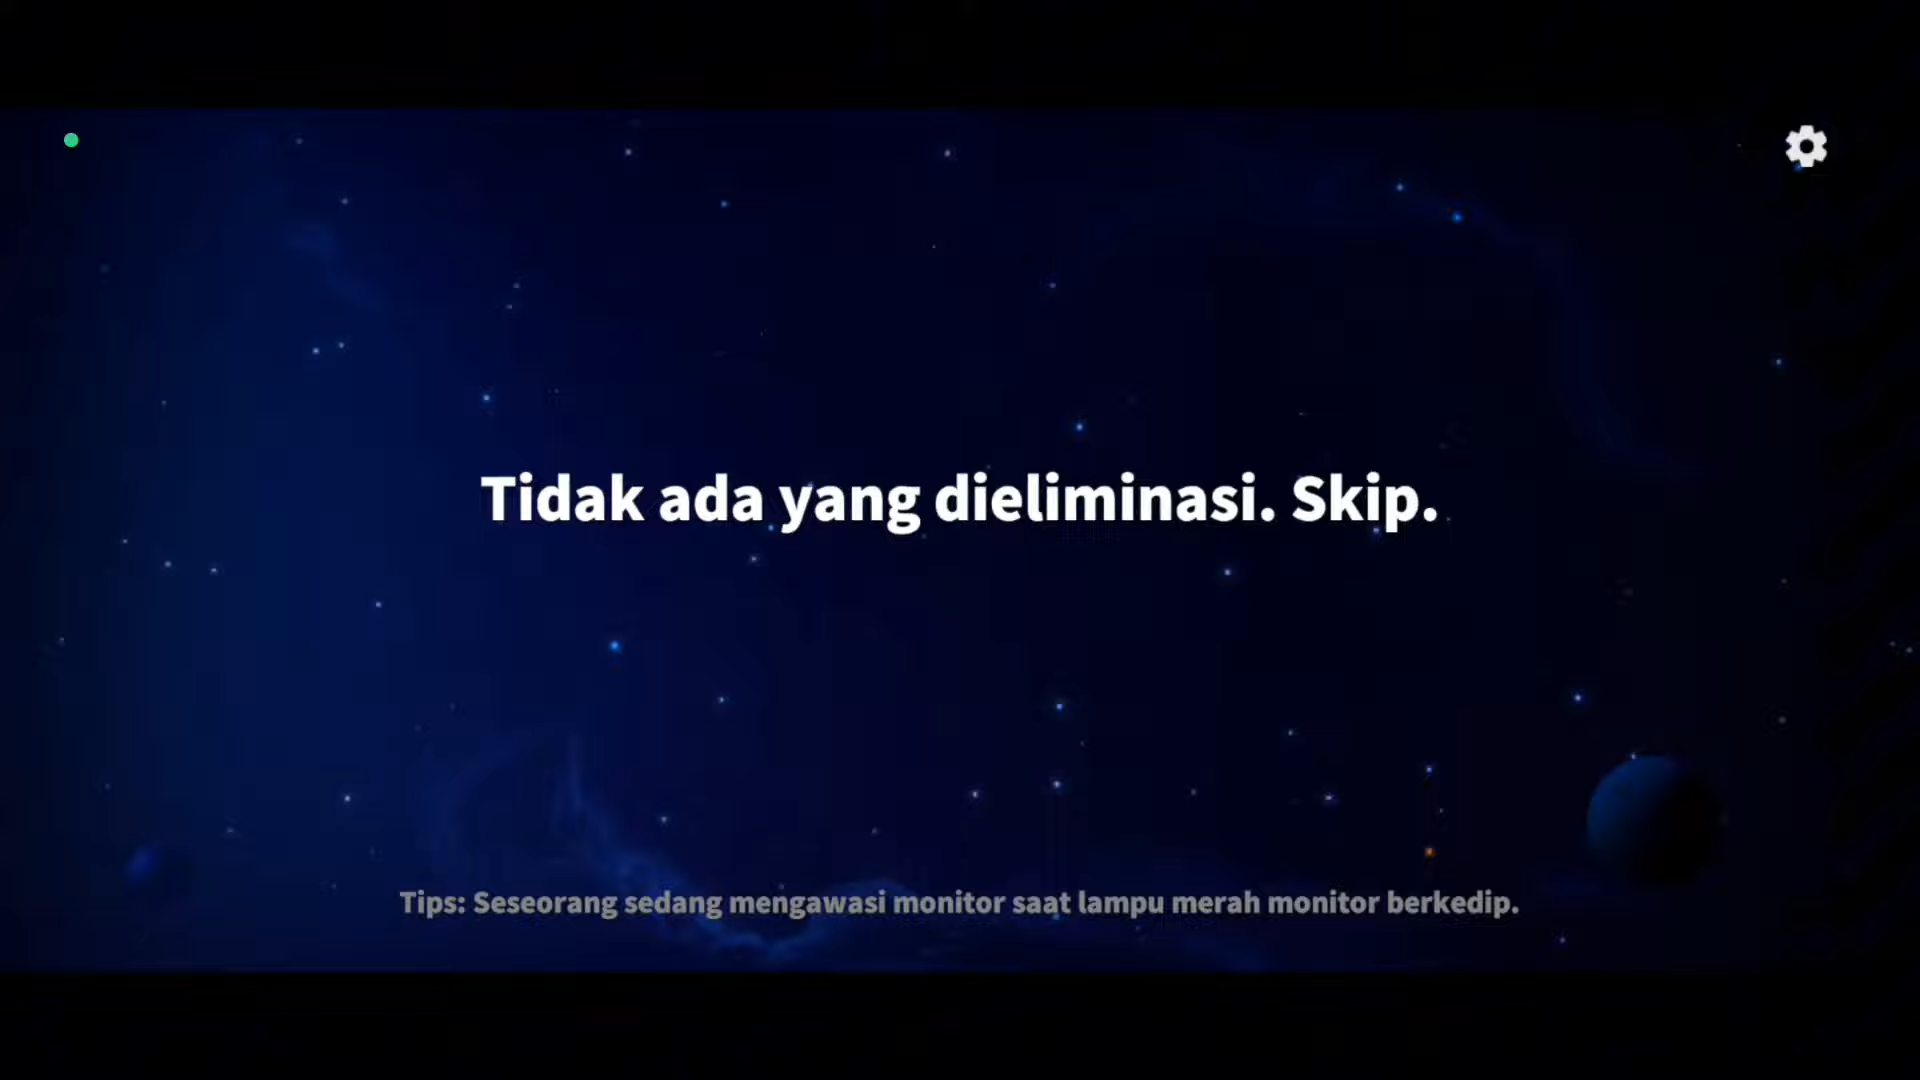 Tidak ada yang dieliminasi. Skip.
Tips: Seseorang sedang mengawasi monitor saat lampu merah monitor berkedip.